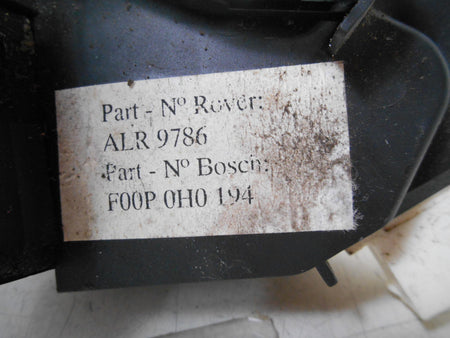 Part - Nº Rover:
ALR 9786
Part - Nº Bosch:
F00P 0H0 194